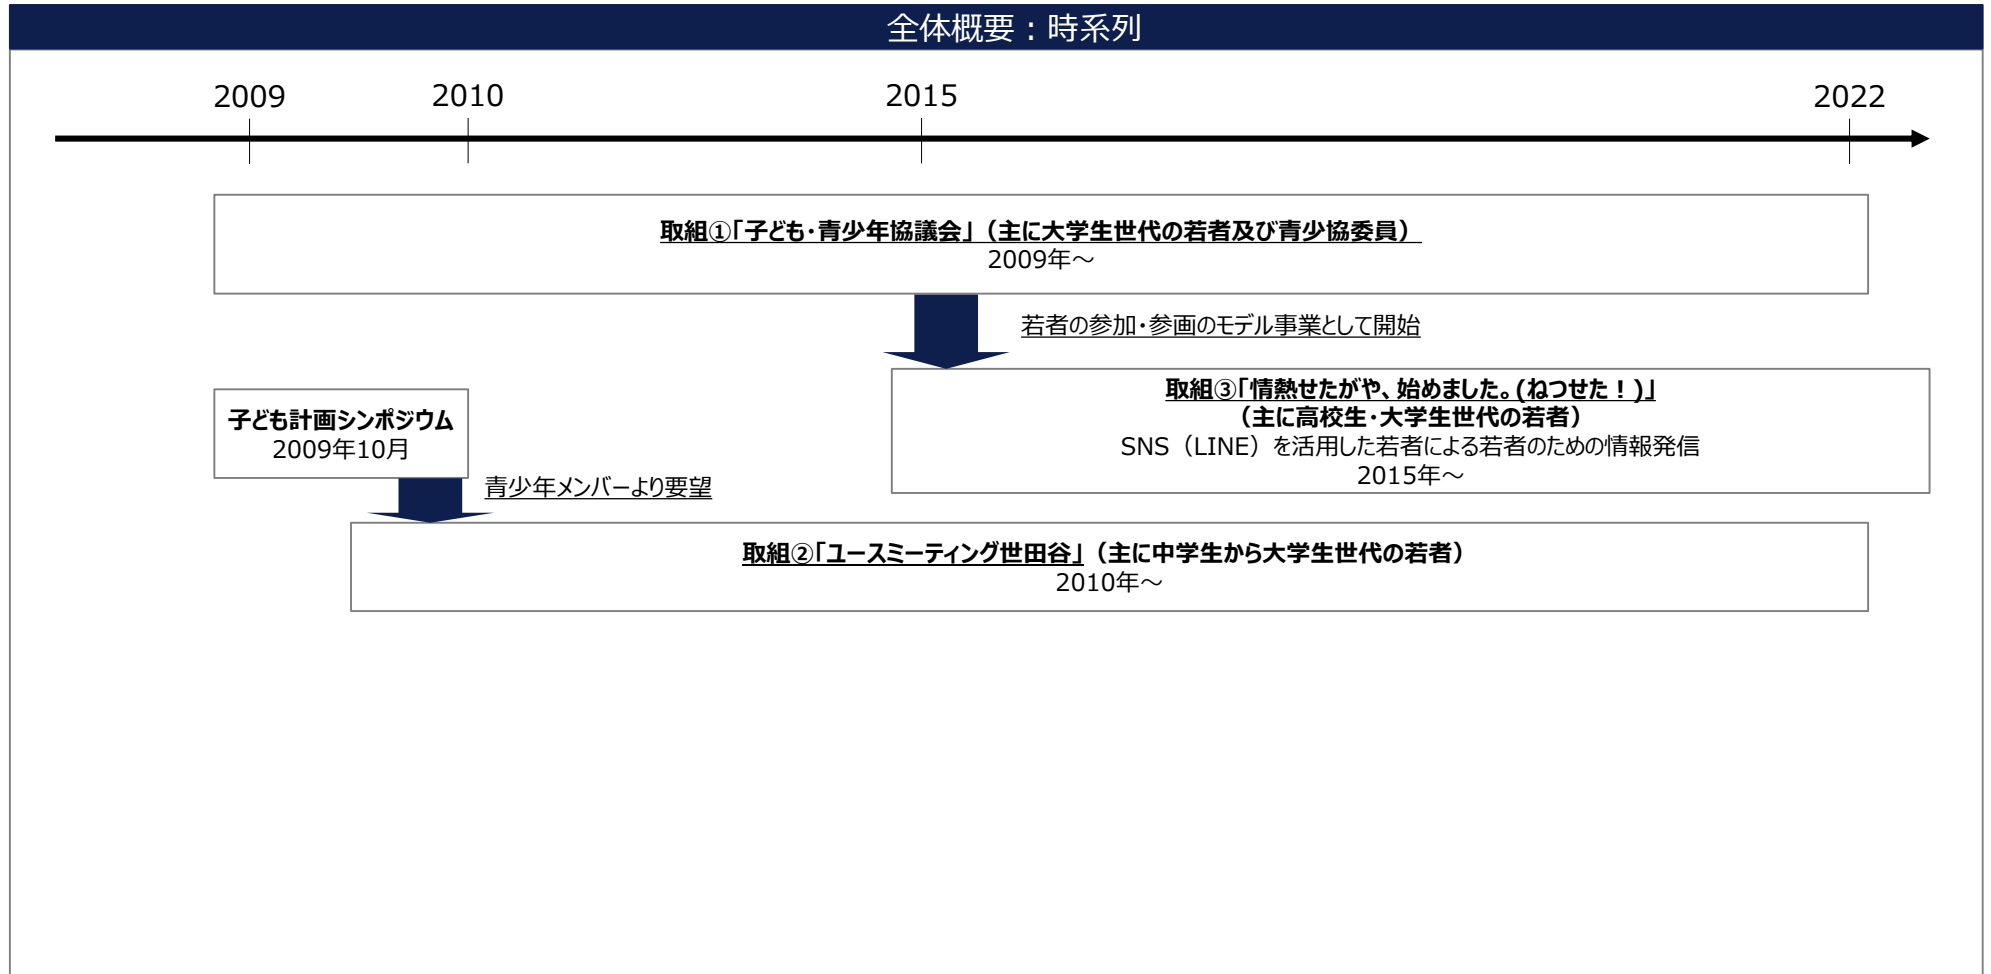 全体概要：時系列
2009
2010
2015
2022
取組①「子ども・青少年協議会」（主に大学生世代の若者及び青少協委員）
2009年～
若者の参加・参画のモデル事業として開始
取組③「情熱せたがや、始めました。(ねつせた！)」
（主に高校生・大学生世代の若者）
SNS（LINE）を活用した若者による若者のための情報発信
2015年～
子ども計画シンポジウム
2009年10月
青少年メンバーより要望
取組②「ユースミーティング世田谷」（主に中学生から大学生世代の若者）
2010年～